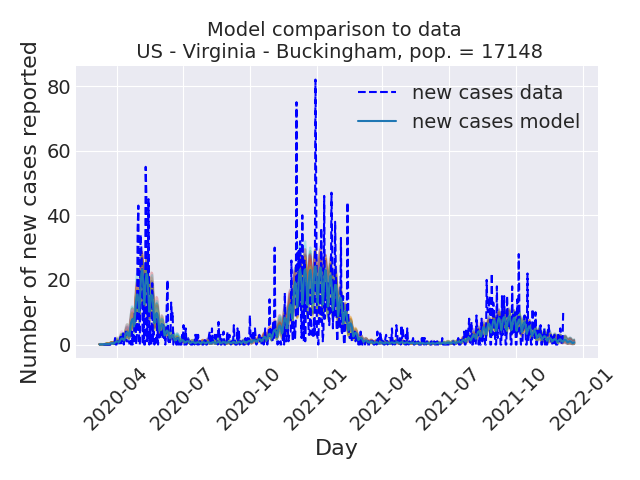 Model comparison to data
US - Virginia - Buckingham, pop. = 17148
Number of new cases reported
80
60
40
20
0
new cases data
new cases model
2020-04
2020-07
2020-10
2021-01
2021-04
2021-07
2021-10
2022-01
Day